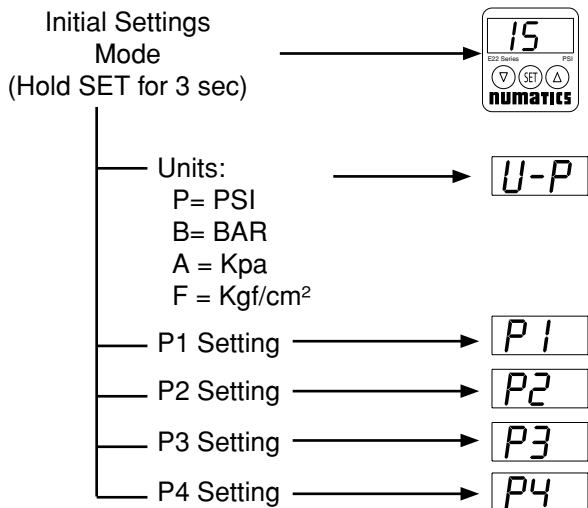 Initial Settings
Mode
(Hold SET for 3 sec)
15
E22 Series PSI
SET
numatics
Units:
P= PSI
B= BAR
A = Kpa
F = Kgf/cm²
U-P
P1 Setting
P1
P2 Setting
P2
P3 Setting
P3
P4 Setting
P4